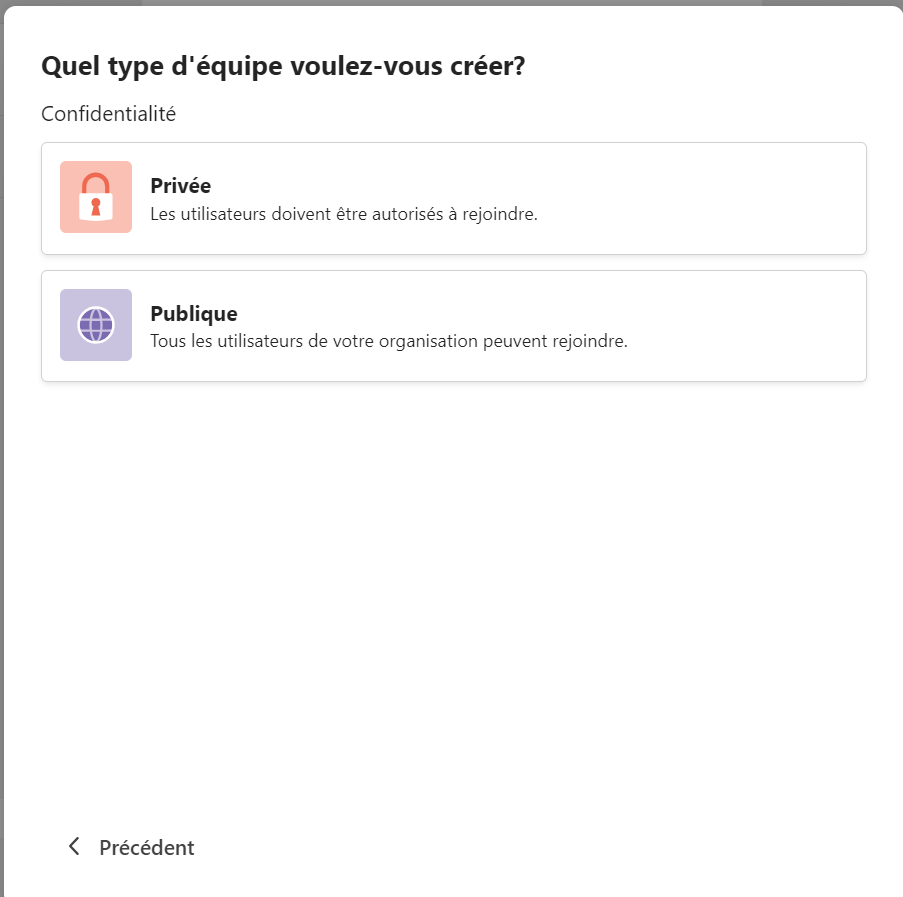 Quel type d'équipe voulez-vous créer?
Confidentialité
Privée
Les utilisateurs doivent être autorisés à rejoindre.
Publique
Tous les utilisateurs de votre organisation peuvent rejoindre.
Précédent